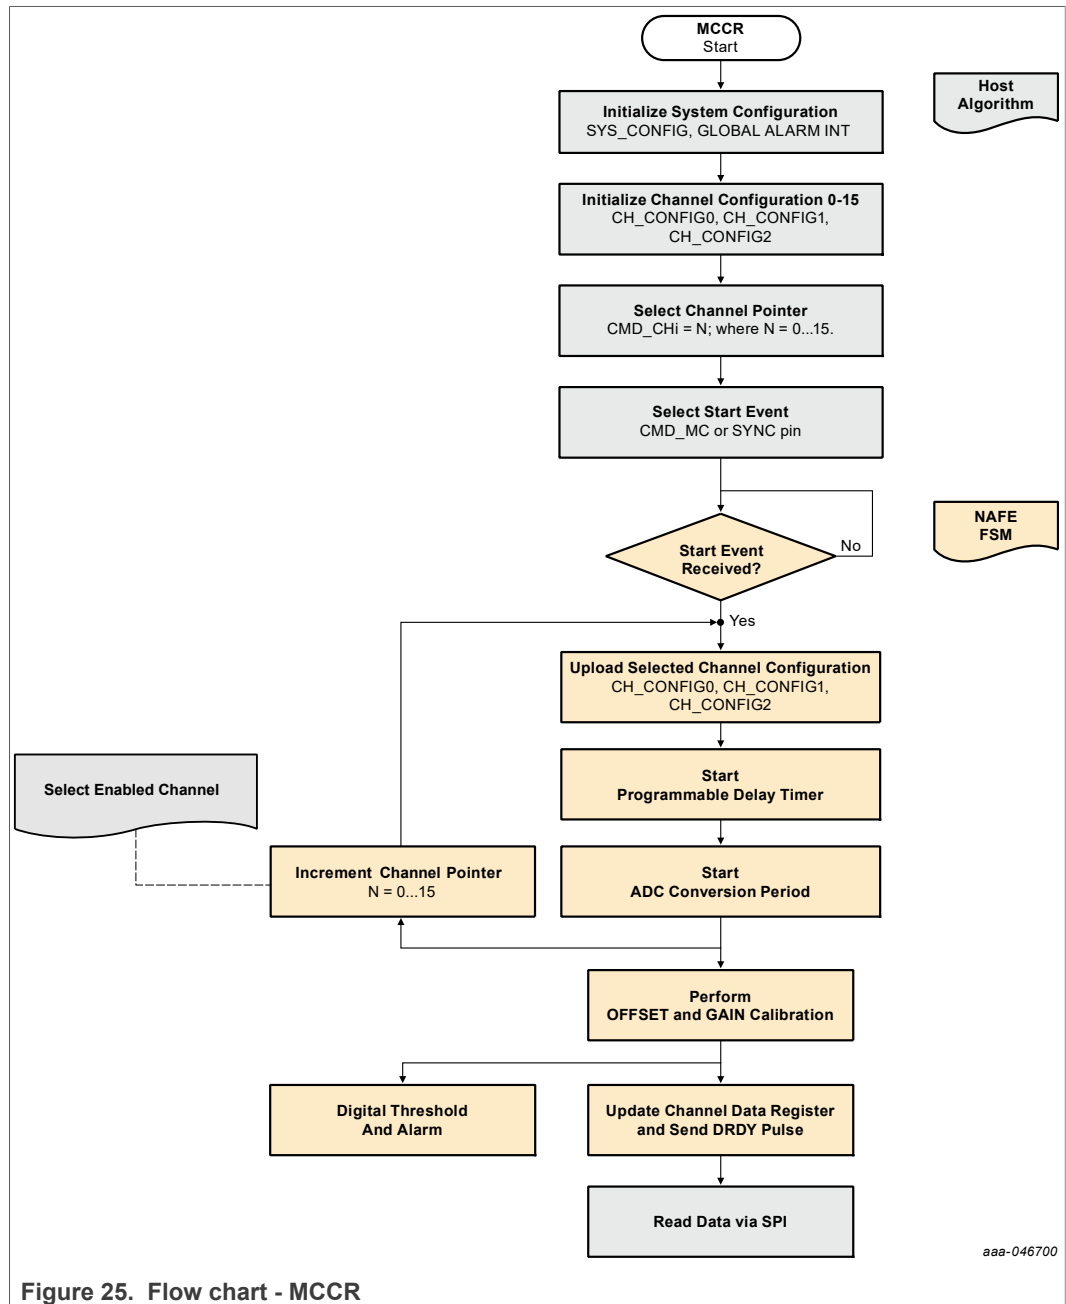 MCCR
Start
Host
Algorithm
Initialize System Configuration
SYS_CONFIG, GLOBAL ALARM INT
Initialize Channel Configuration 0-15
CH_CONFIG0, CH_CONFIG1,
CH_CONFIG2
Select Channel Pointer
CMD_CHi = N; where N = 0...15.
Select Start Event
CMD_MC or SYNC pin
NAFE
FSM
Start Event
Received?
No
Yes
Upload Selected Channel Configuration
CH_CONFIG0, CH_CONFIG1,
CH_CONFIG2
Start
Programmable Delay Timer
Select Enabled Channel
Increment Channel Pointer
N = 0...15
Start
ADC Conversion Period
Perform
OFFSET and GAIN Calibration
Digital Threshold
And Alarm
Update Channel Data Register
and Send DRDY Pulse
Read Data via SPI
aaa-046700
Figure 25. Flow chart - MCCR